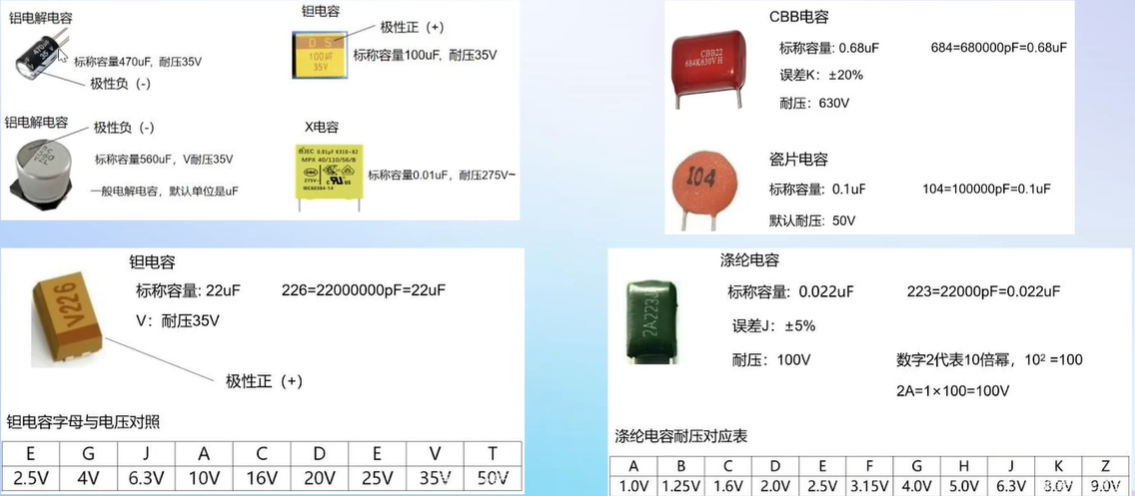 铝电解电容
470uF
35 V
标称容量470uF, 耐压35V
极性负 (-)
钽电容
极性正 (+)
D S
100uF
35V
标称容量100uF, 耐压35V
铝电解电容
极性负 (-)
标称容量560uF，V耐压35V
一般电解电容，默认单位是uF
X电容
MPX 40/110/56/B
275V~
标称容量0.01uF，耐压275V~
CBB电容
CBB22
684K630VH
标称容量: 0.68uF
684=680000pF=0.68uF
误差K：±20%
耐压：630V
瓷片电容
104
标称容量: 0.1uF
104=100000pF=0.1uF
默认耐压: 50V
钽电容
V226
标称容量: 22uF
226=22000000pF=22uF
V：耐压35V
极性正（+）
钽电容字母与电压对照
E G J A C D E V T
2.5V 4V 6.3V 10V 16V 20V 25V 35V 50V
涤纶电容
2A223J
标称容量: 0.022uF
223=22000pF=0.022uF
误差J：±5%
耐压：100V
数字2代表10倍幂，10² =100
2A=1×100=100V
涤纶电容耐压对应表
A B C D E F G H J K Z
1.0V 1.25V 1.6V 2.0V 2.5V 3.15V 4.0V 5.0V 6.3V 8.0V 9.0V